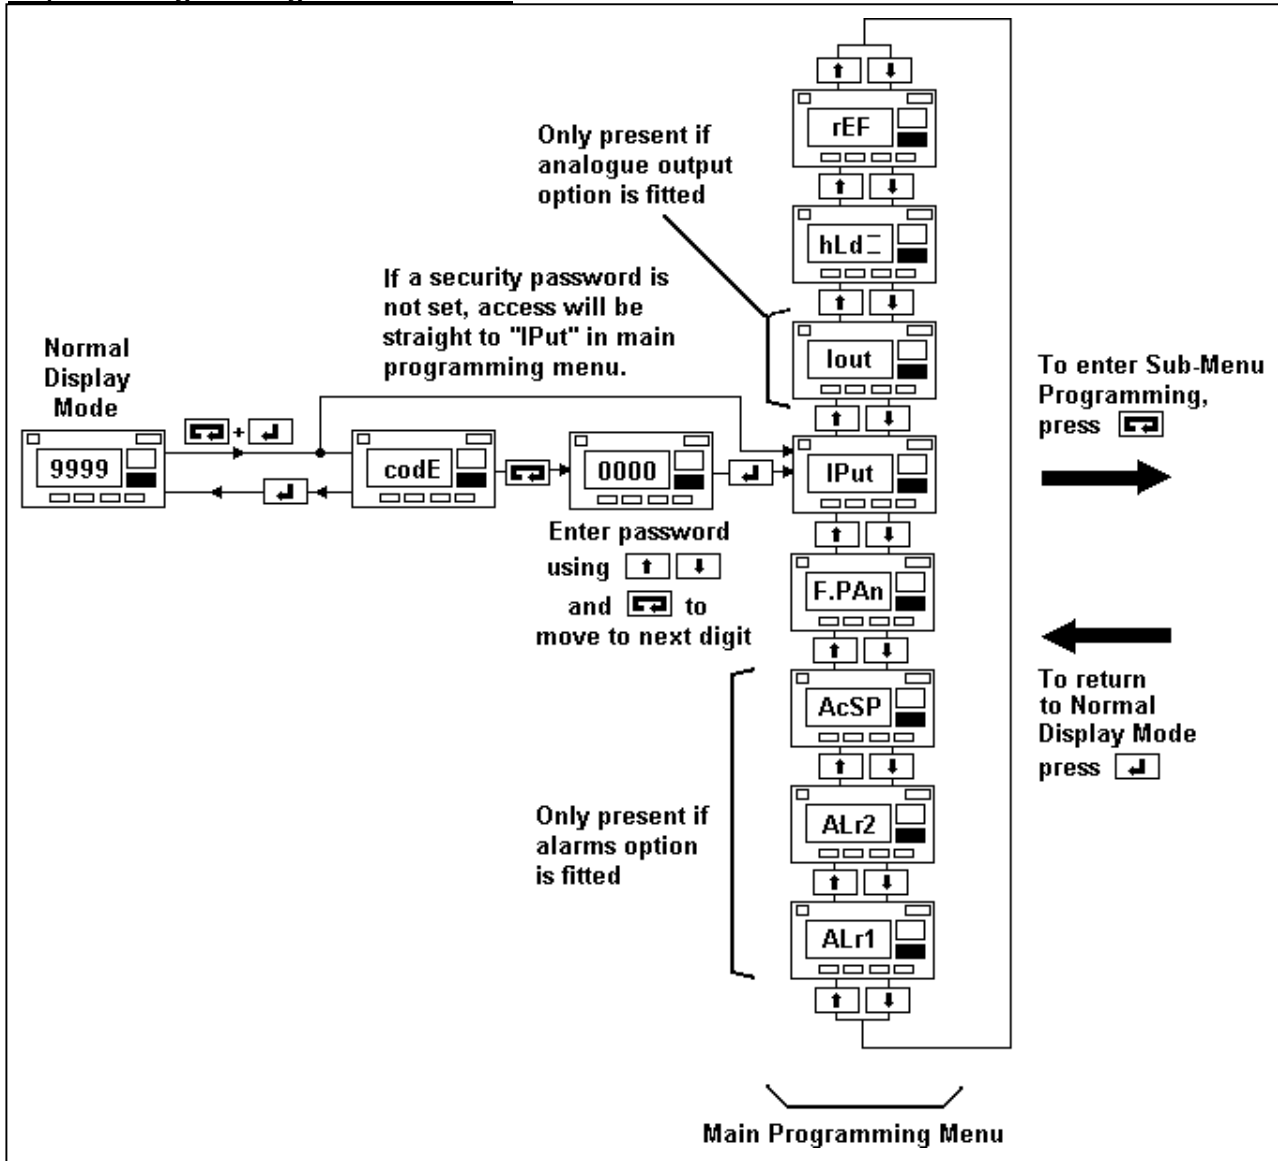 rEF
Only present if
analogue output
option is fitted
hLd
If a security password is
not set, access will be
straight to "IPut" in main
programming menu.
Iout
Normal
Display
Mode
To enter Sub-Menu
Programming,
press
9999
+
codE
0000
IPut
Enter password
using
and to
move to next digit
F.PAn
To return
to Normal
Display Mode
press
AcSP
Only present if
alarms option
is fitted
ALr2
ALr1
Main Programming Menu